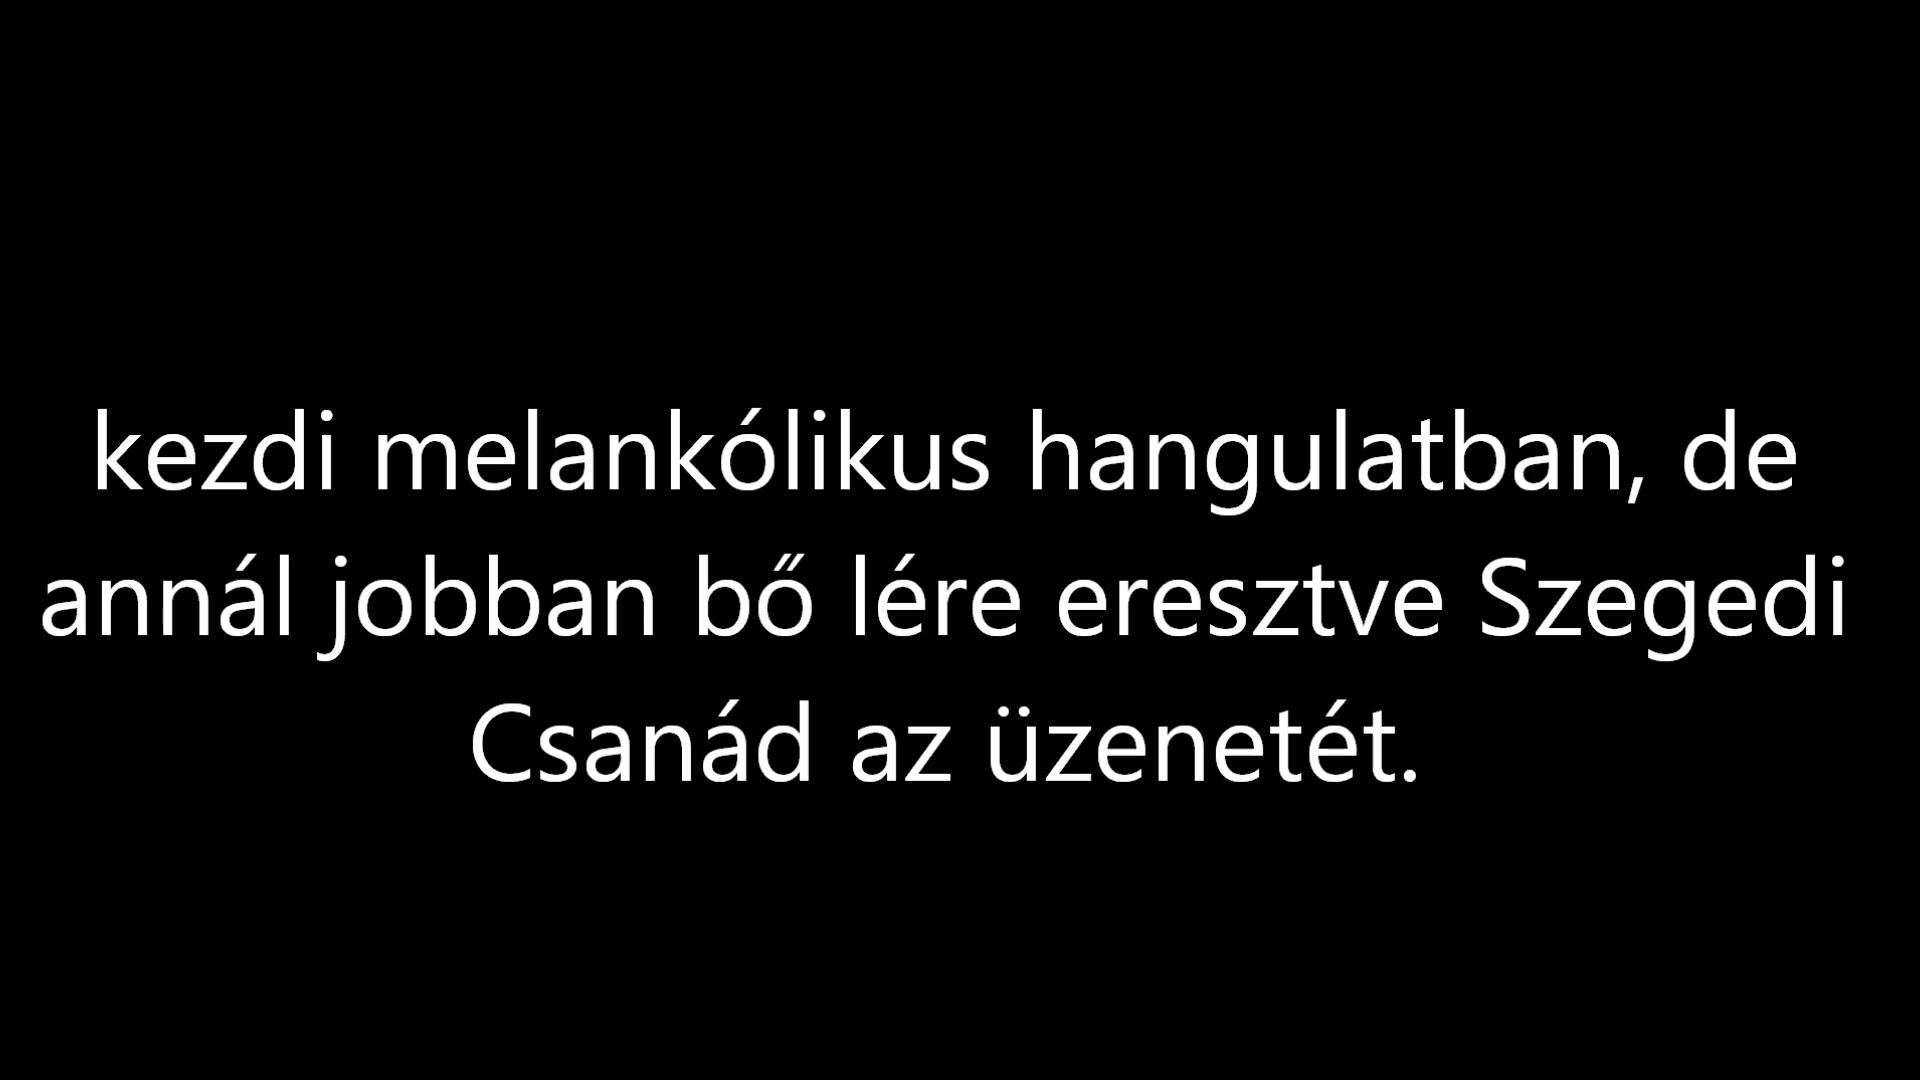 kezdi melankólikus hangulatban, de
annál jobban bő lére eresztve Szegedi
Csanád az üzenetét.